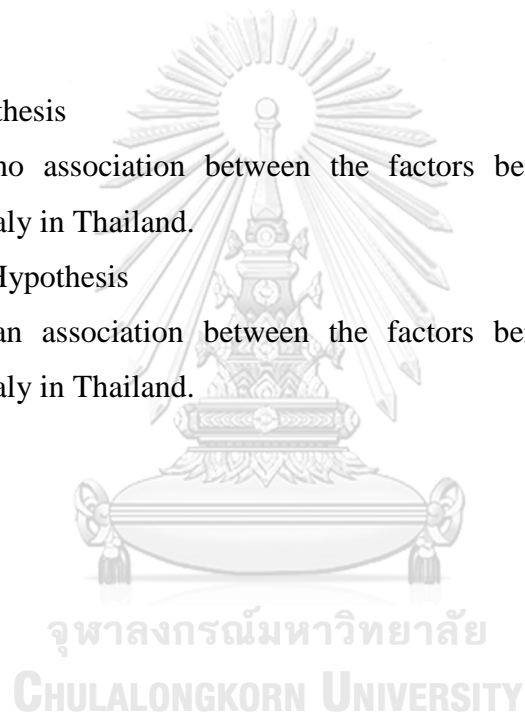 thesis
no association between the factors be
aly in Thailand.
Hypothesis
an association between the factors be
aly in Thailand.
จุฬาลงกรณ์มหาวิทยาลัย
CHULALONGKORN UNIVERSITY